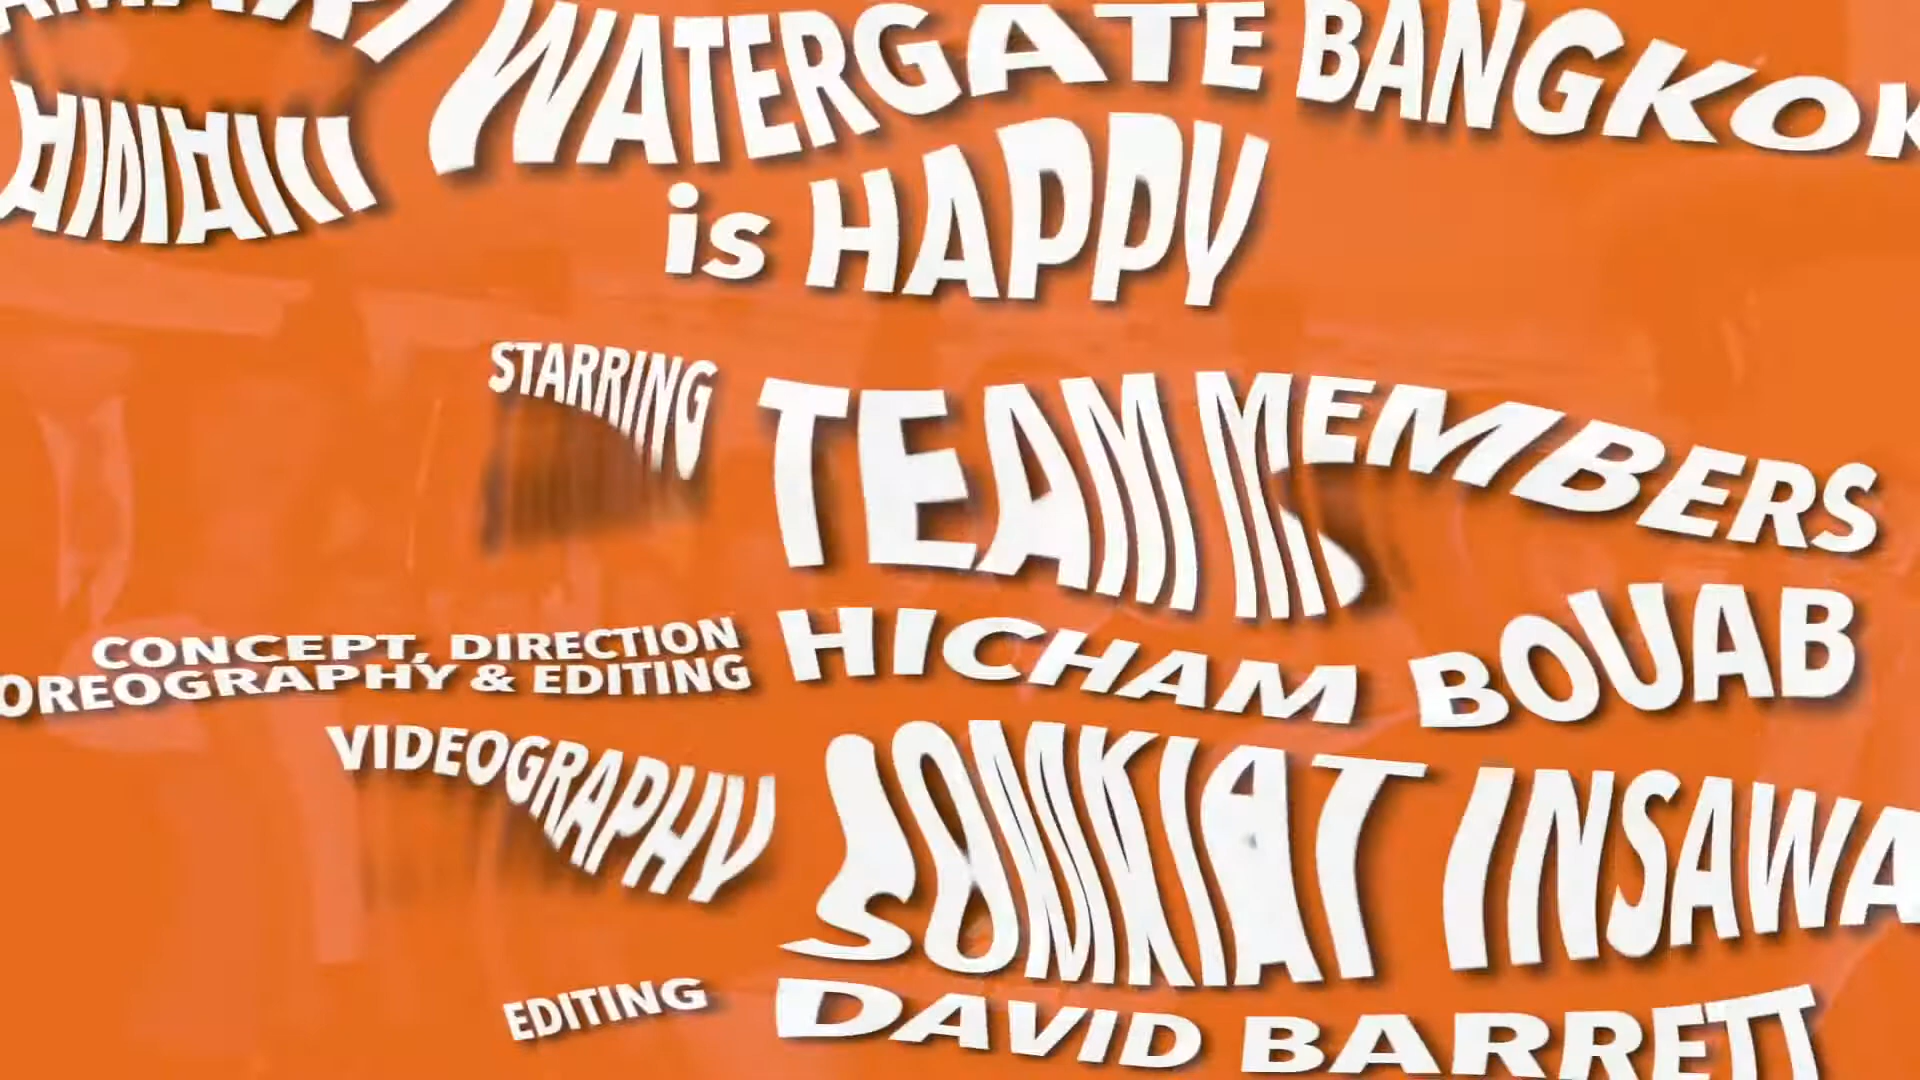 WATERGATE BANGKOK
is HAPPY
STARRING TEAM MEMBERS
CONCEPT, DIRECTION
OREOGRAPHY & EDITING HICHAM BOUAB
VIDEOGRAPHY SOMKIAT INSAWA
EDITING DAVID BARRETT